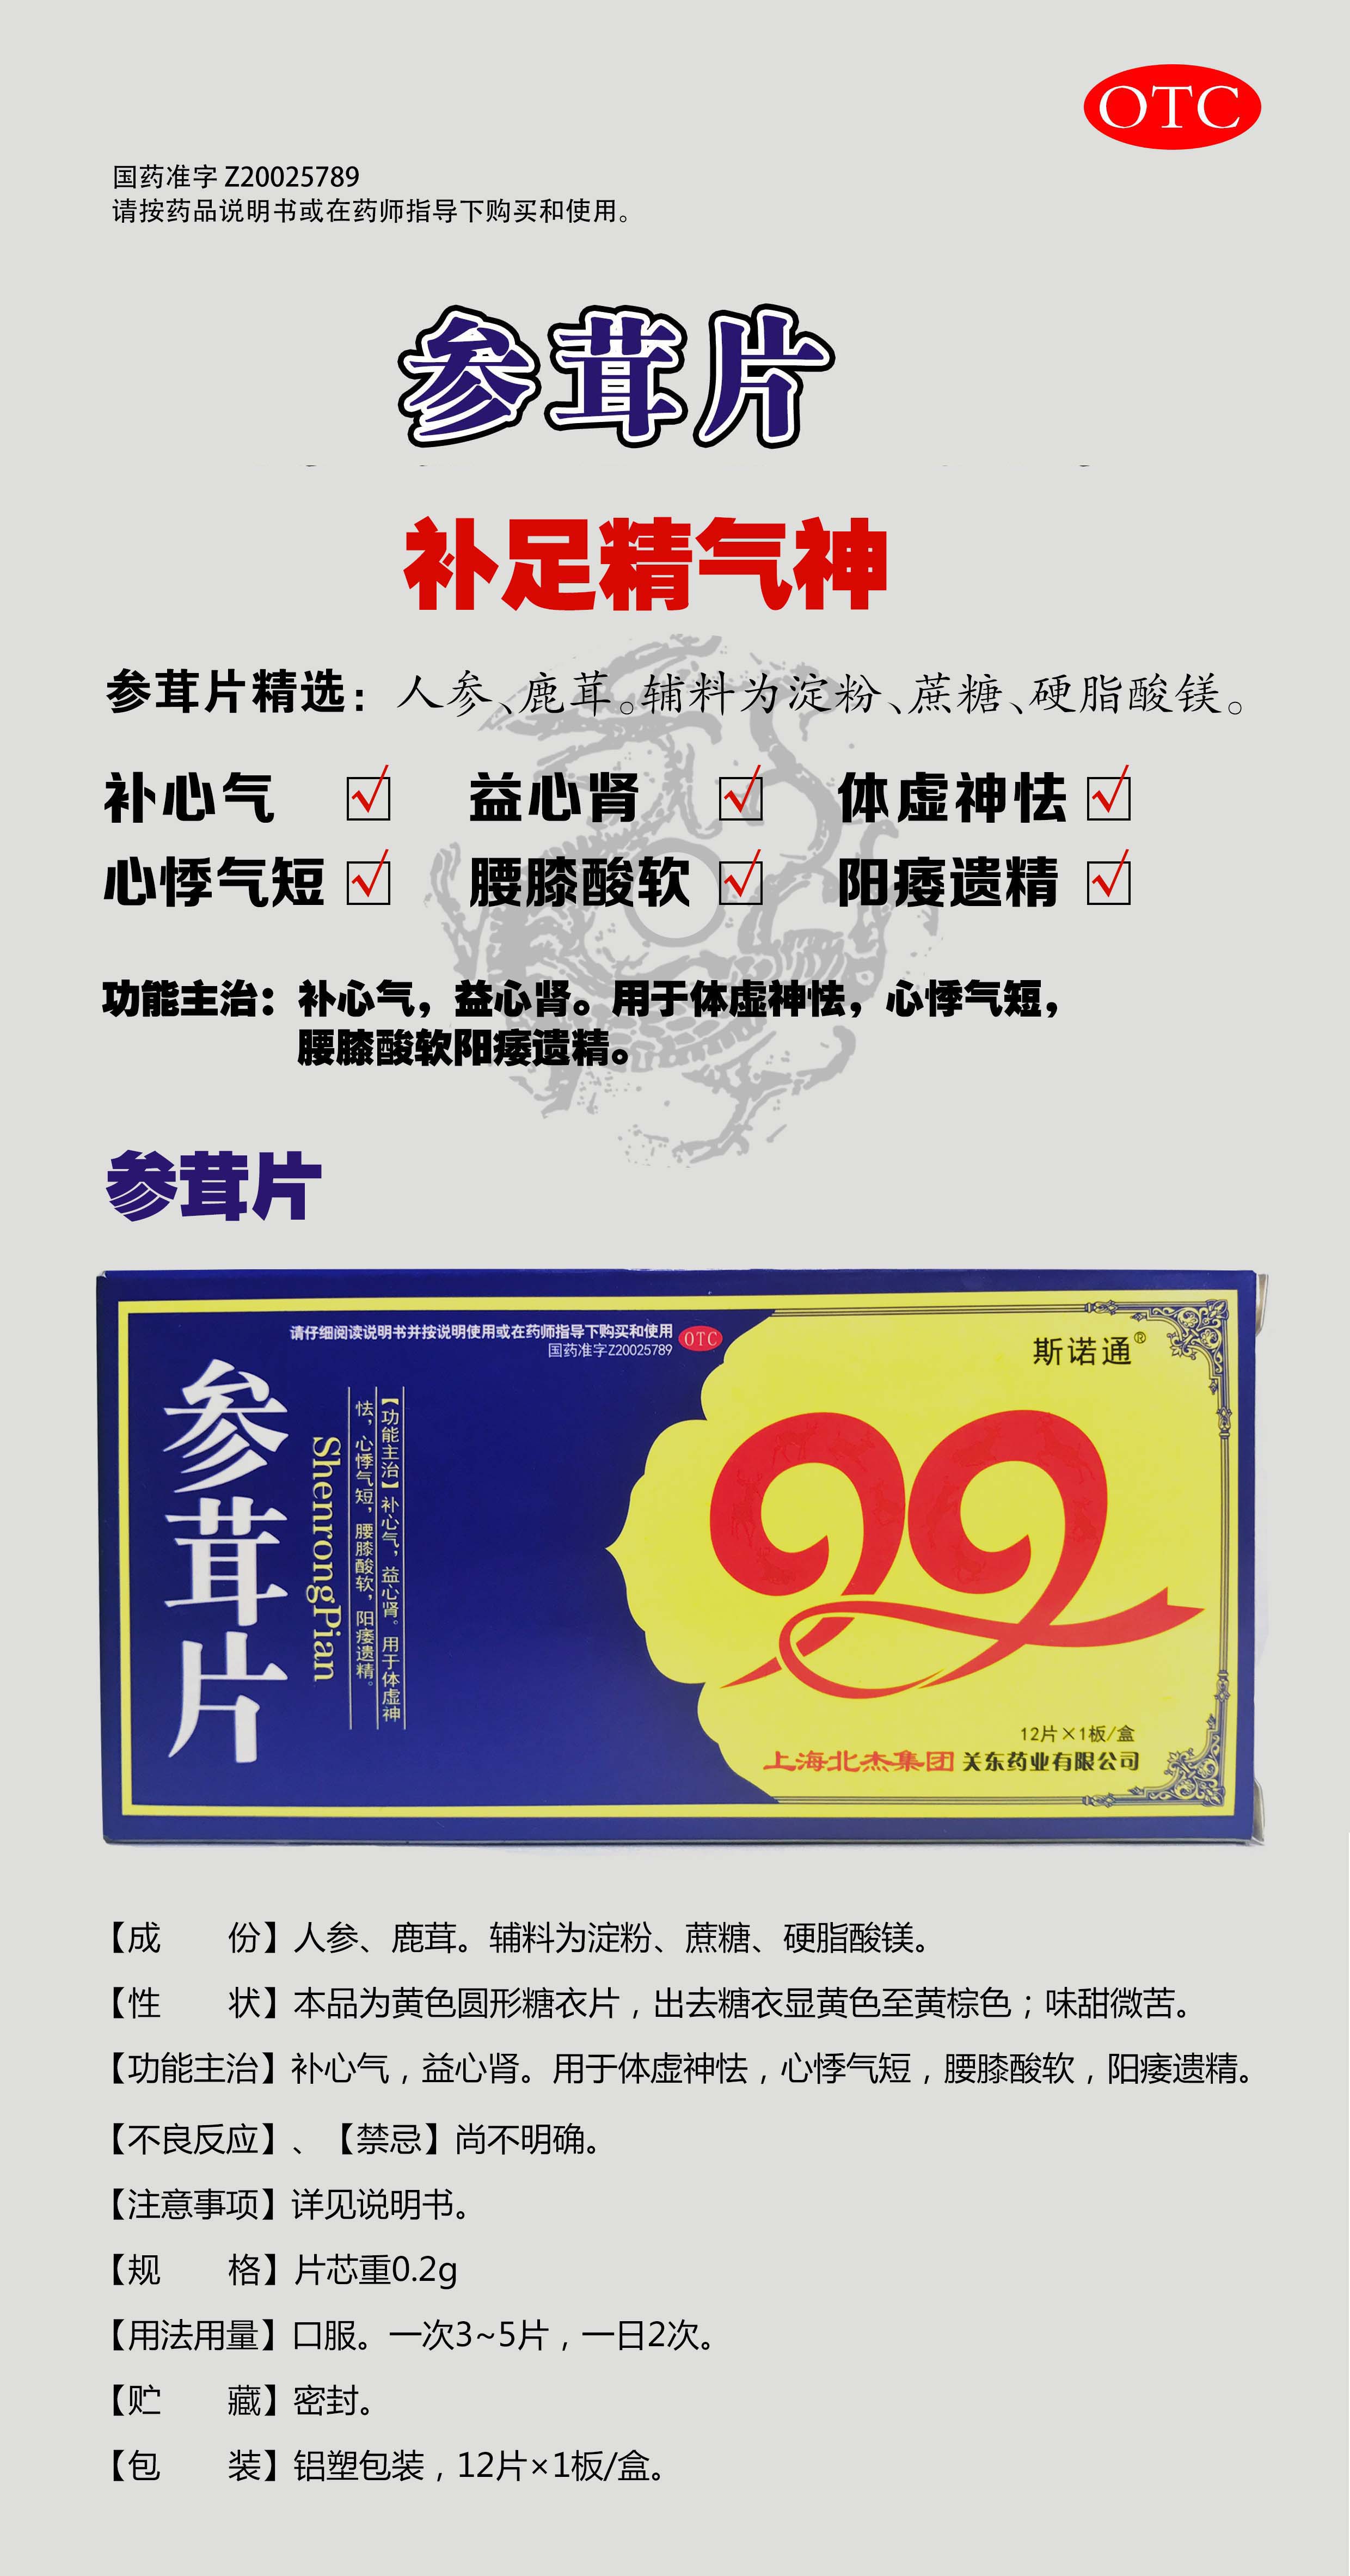 OTC
国药准字 Z20025789
请按药品说明书或在药师指导下购买和使用。
参茸片
补足精气神
参茸片精选：人参、鹿茸。辅料为淀粉、蔗糖、硬脂酸镁。
补心气 益心肾 体虚神怯
心悸气短 腰膝酸软 阳痿遗精
功能主治：补心气，益心肾。用于体虚神怯，心悸气短，
腰膝酸软阳痿遗精。
参茸片
请仔细阅读说明书并按说明使用或在药师指导下购买和使用 OTC
国药准字Z20025789
斯诺通®
参茸片
ShenrongPian
【功能主治】补心气，益心肾。用于体虚神
怯，心悸气短，腰膝酸软，阳痿遗精。
99
12片×1板/盒
上海北杰集团 关东药业有限公司
【成 份】人参、鹿茸。辅料为淀粉、蔗糖、硬脂酸镁。
【性 状】本品为黄色圆形糖衣片，出去糖衣显黄色至黄棕色；味甜微苦。
【功能主治】补心气，益心肾。用于体虚神怯，心悸气短，腰膝酸软，阳痿遗精。
【不良反应】、【禁忌】尚不明确。
【注意事项】详见说明书。
【规 格】片芯重0.2g
【用法用量】口服。一次3~5片，一日2次。
【贮 藏】密封。
【包 装】铝塑包装，12片×1板/盒。